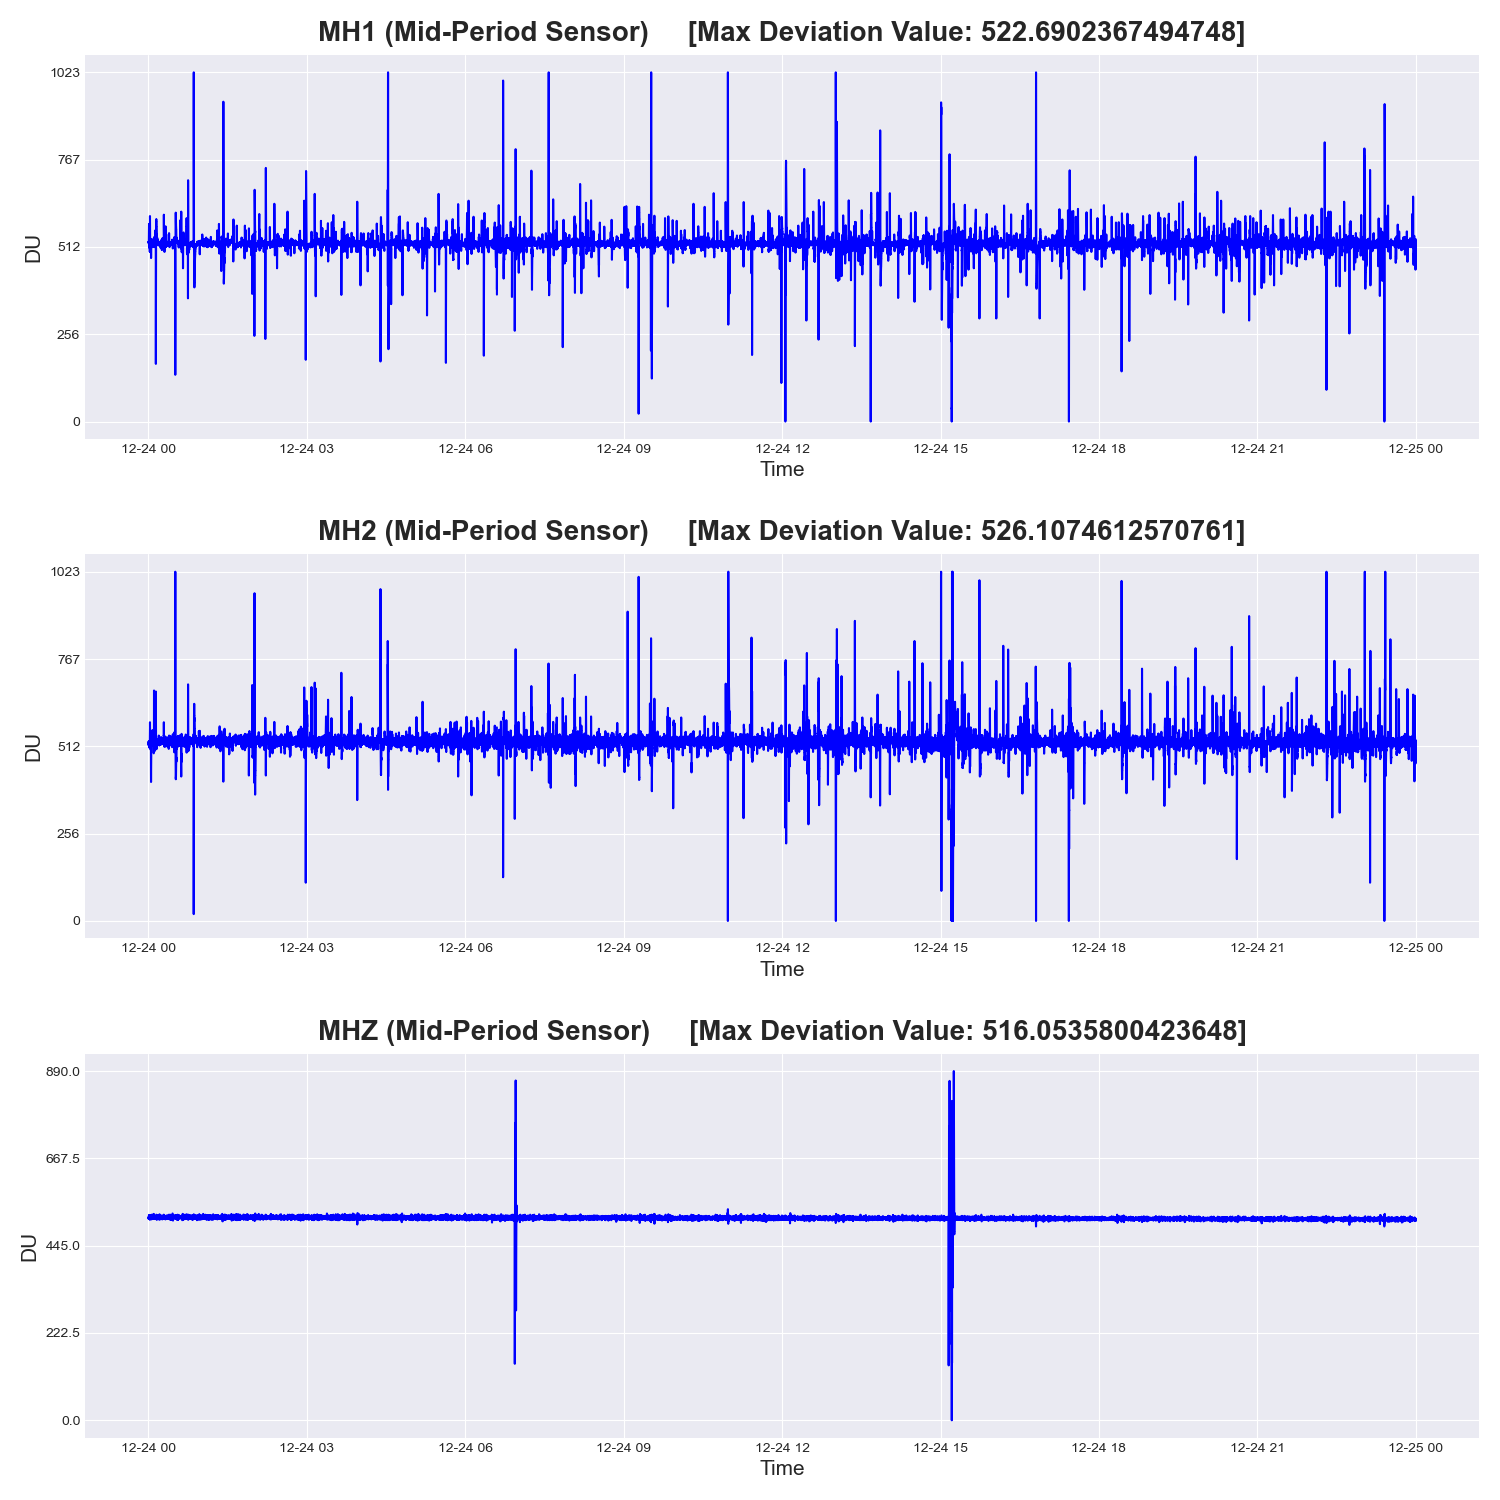 MH1 (Mid-Period Sensor) [Max Deviation Value: 522.6902367494748]
1023
767
512
256
0
DU
12-24 00 12-24 03 12-24 06 12-24 09 12-24 12 12-24 15 12-24 18 12-24 21 12-25 00
Time
MH2 (Mid-Period Sensor) [Max Deviation Value: 526.1074612570761]
1023
767
512
256
0
DU
12-24 00 12-24 03 12-24 06 12-24 09 12-24 12 12-24 15 12-24 18 12-24 21 12-25 00
Time
MHZ (Mid-Period Sensor) [Max Deviation Value: 516.0535800423648]
890.0
667.5
445.0
222.5
0.0
DU
12-24 00 12-24 03 12-24 06 12-24 09 12-24 12 12-24 15 12-24 18 12-24 21 12-25 00
Time